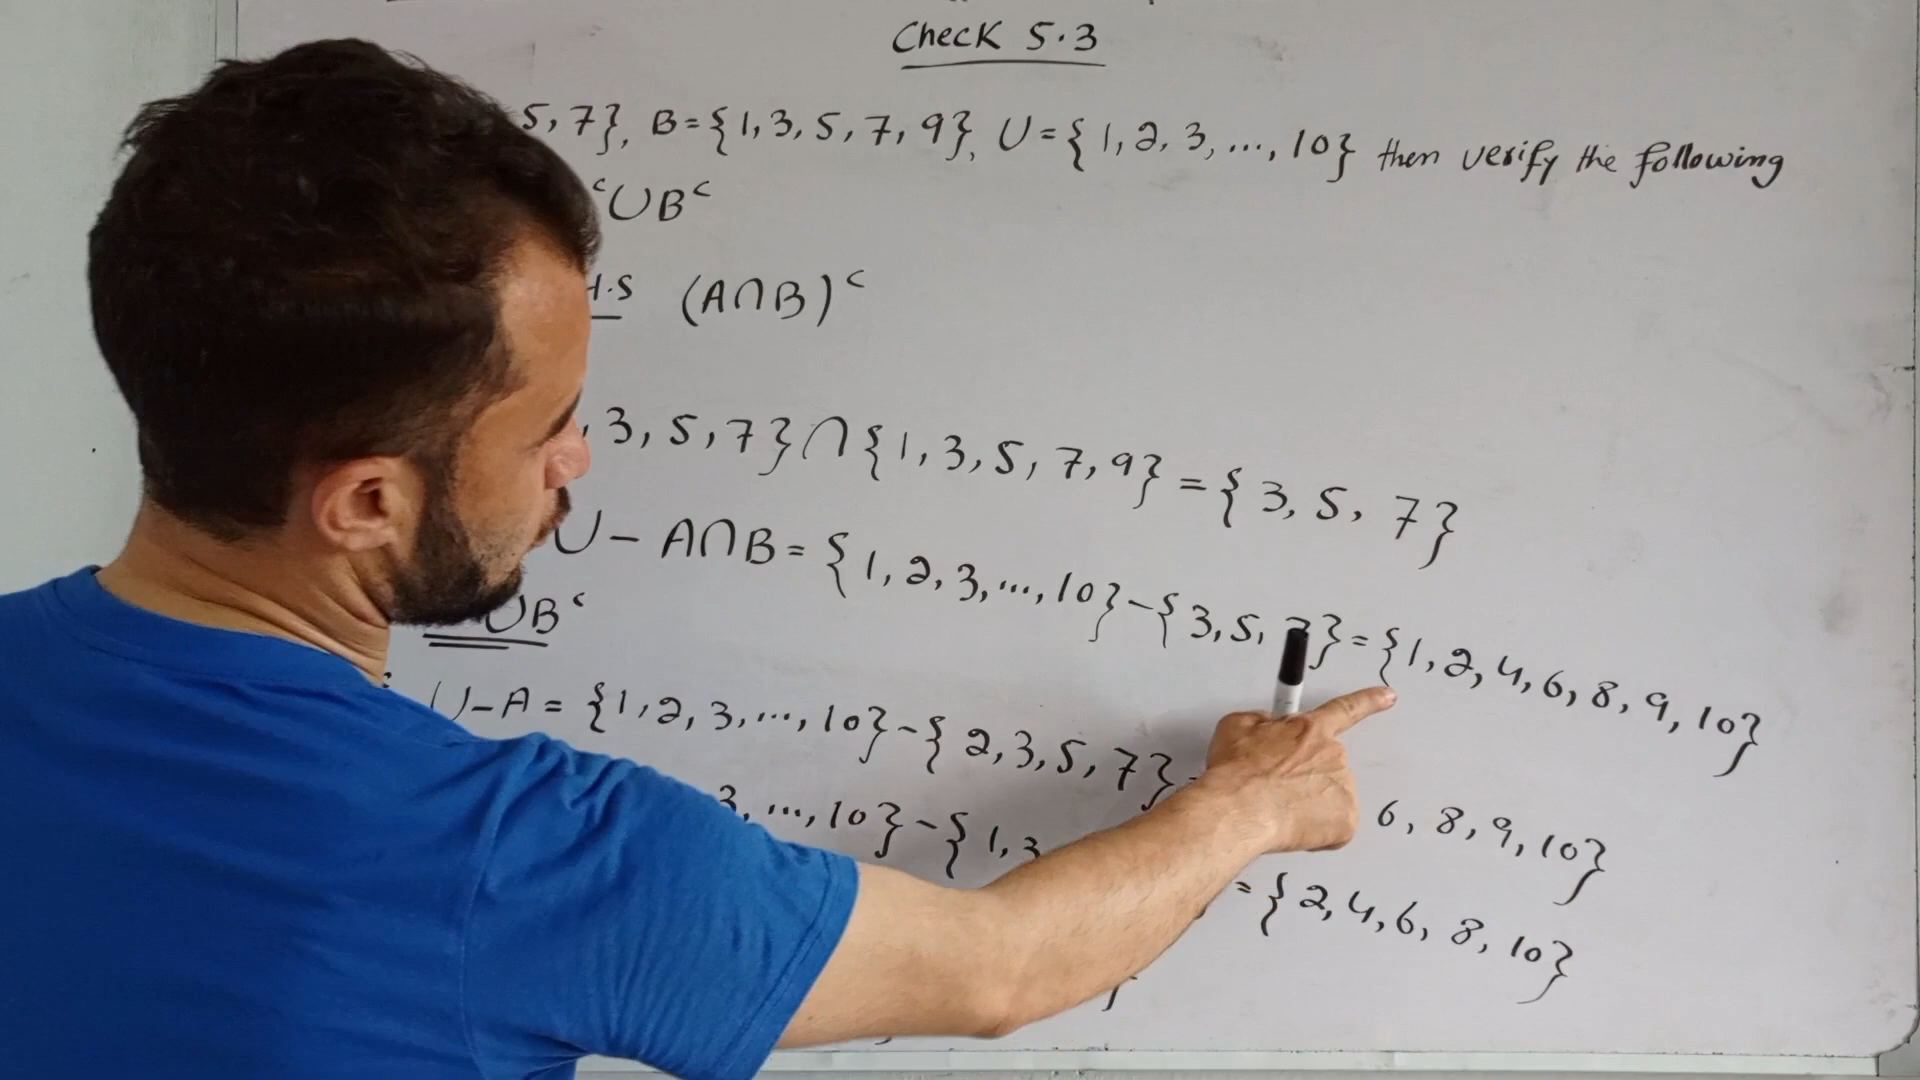 Check 5.3
5, 7}, B={1, 3, 5, 7, 9}, U={1, 2, 3, ..., 10} then verify the following
ᶜ∪Bᶜ
H.S (A∩B)ᶜ
, 3, 5, 7}∩{1, 3, 5, 7, 9} = {3, 5, 7}
U - A∩B = {1, 2, 3, ..., 10} - {3, 5, 7} = {1, 2, 4, 6, 8, 9, 10}
∪Bᶜ
U-A = {1, 2, 3, ..., 10} - {2, 3, 5, 7} 6, 8, 9, 10}
3, ..., 10} - {1, 3 = {2, 4, 6, 8, 10}